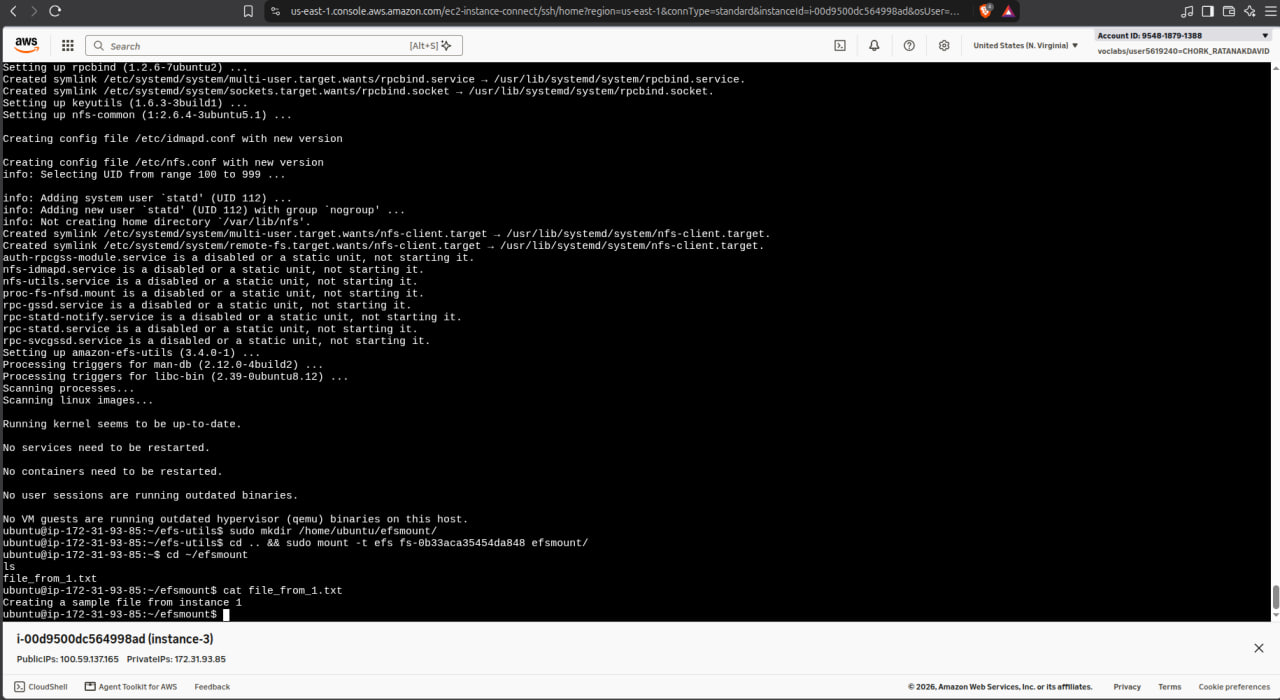 us-east-1.console.aws.amazon.com/ec2-instance-connect/ssh/home?region=us-east-1&connType=standard&instanceId=i-00d9500dc564998ad&osUser=...
aws
Search [Alt+S]
United States (N. Virginia) ▼
Account ID: 9548-1879-1388
voclabs/user5619240=CHORK_RATANAKDAVID
Setting up rpcbind (1.2.6-7ubuntu2) ...
Created symlink /etc/systemd/system/multi-user.target.wants/rpcbind.service → /usr/lib/systemd/system/rpcbind.service.
Created symlink /etc/systemd/system/sockets.target.wants/rpcbind.socket → /usr/lib/systemd/system/rpcbind.socket.
Setting up keyutils (1.6.3-3build1) ...
Setting up nfs-common (1:2.6.4-3ubuntu5.1) ...
Creating config file /etc/idmapd.conf with new version
Creating config file /etc/nfs.conf with new version
info: Selecting UID from range 100 to 999 ...
info: Adding system user `statd' (UID 112) ...
info: Adding new user `statd' (UID 112) with group `nogroup' ...
info: Not creating home directory `/var/lib/nfs'.
Created symlink /etc/systemd/system/multi-user.target.wants/nfs-client.target → /usr/lib/systemd/system/nfs-client.target.
Created symlink /etc/systemd/system/remote-fs.target.wants/nfs-client.target → /usr/lib/systemd/system/nfs-client.target.
auth-rpcgss-module.service is a disabled or a static unit, not starting it.
nfs-idmapd.service is a disabled or a static unit, not starting it.
nfs-utils.service is a disabled or a static unit, not starting it.
proc-fs-nfsd.mount is a disabled or a static unit, not starting it.
rpc-gssd.service is a disabled or a static unit, not starting it.
rpc-statd-notify.service is a disabled or a static unit, not starting it.
rpc-statd.service is a disabled or a static unit, not starting it.
rpc-svcgssd.service is a disabled or a static unit, not starting it.
Setting up amazon-efs-utils (3.4.0-1) ...
Processing triggers for man-db (2.12.0-4build2) ...
Processing triggers for libc-bin (2.39-0ubuntu8.12) ...
Scanning processes...
Scanning linux images...
Running kernel seems to be up-to-date.
No services need to be restarted.
No containers need to be restarted.
No user sessions are running outdated binaries.
No VM guests are running outdated hypervisor (qemu) binaries on this host.
ubuntu@ip-172-31-93-85:~/efs-utils$ sudo mkdir /home/ubuntu/efsmount/
ubuntu@ip-172-31-93-85:~/efs-utils$ cd .. && sudo mount -t efs fs-0b33aca35454da848 efsmount/
ubuntu@ip-172-31-93-85:~$ cd ~/efsmount
ls
file_from_1.txt
ubuntu@ip-172-31-93-85:~/efsmount$ cat file_from_1.txt
Creating a sample file from instance 1
ubuntu@ip-172-31-93-85:~/efsmount$
i-00d9500dc564998ad (instance-3)
PublicIPs: 100.59.137.165 PrivateIPs: 172.31.93.85
CloudShell Agent Toolkit for AWS Feedback © 2026, Amazon Web Services, Inc. or its affiliates. Privacy Terms Cookie preferences